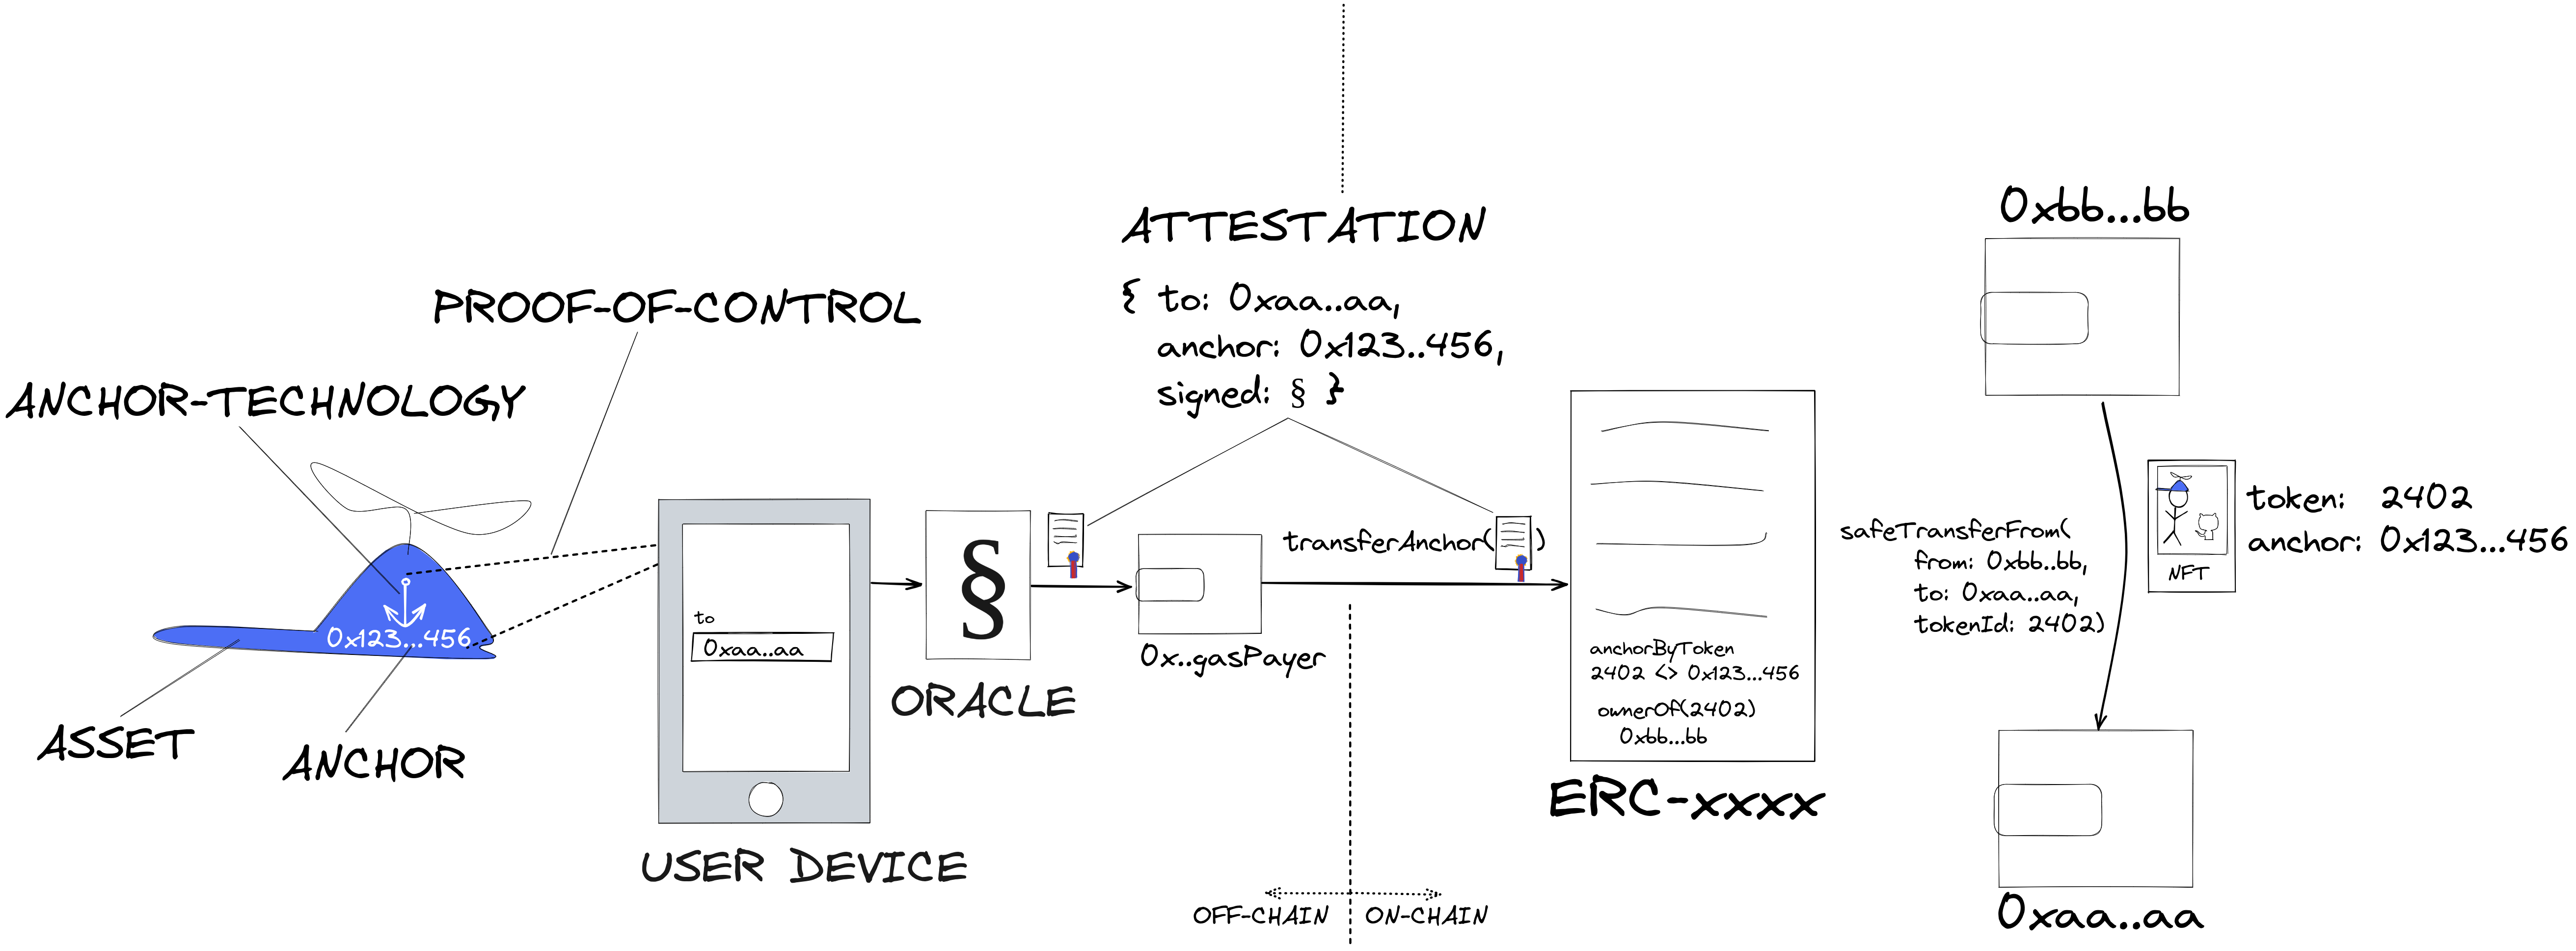 ANCHOR-TECHNOLOGY
PROOF-OF-CONTROL
0x123...456
ASSET
ANCHOR
to
0xaa..aa
USER DEVICE
§
ORACLE
ATTESTATION
{ to: 0xaa..aa,
anchor: 0x123..456,
signed: § }
0x..gasPayer
transferAnchor( )
OFF-CHAIN
ON-CHAIN
anchorByToken
2402 <> 0x123...456
ownerOf(2402)
0xbb...bb
ERC-xxxx
0xbb...bb
safeTransferFrom(
from: 0xbb..bb,
to: 0xaa..aa,
tokenId: 2402)
NFT
token: 2402
anchor: 0x123...456
0xaa..aa